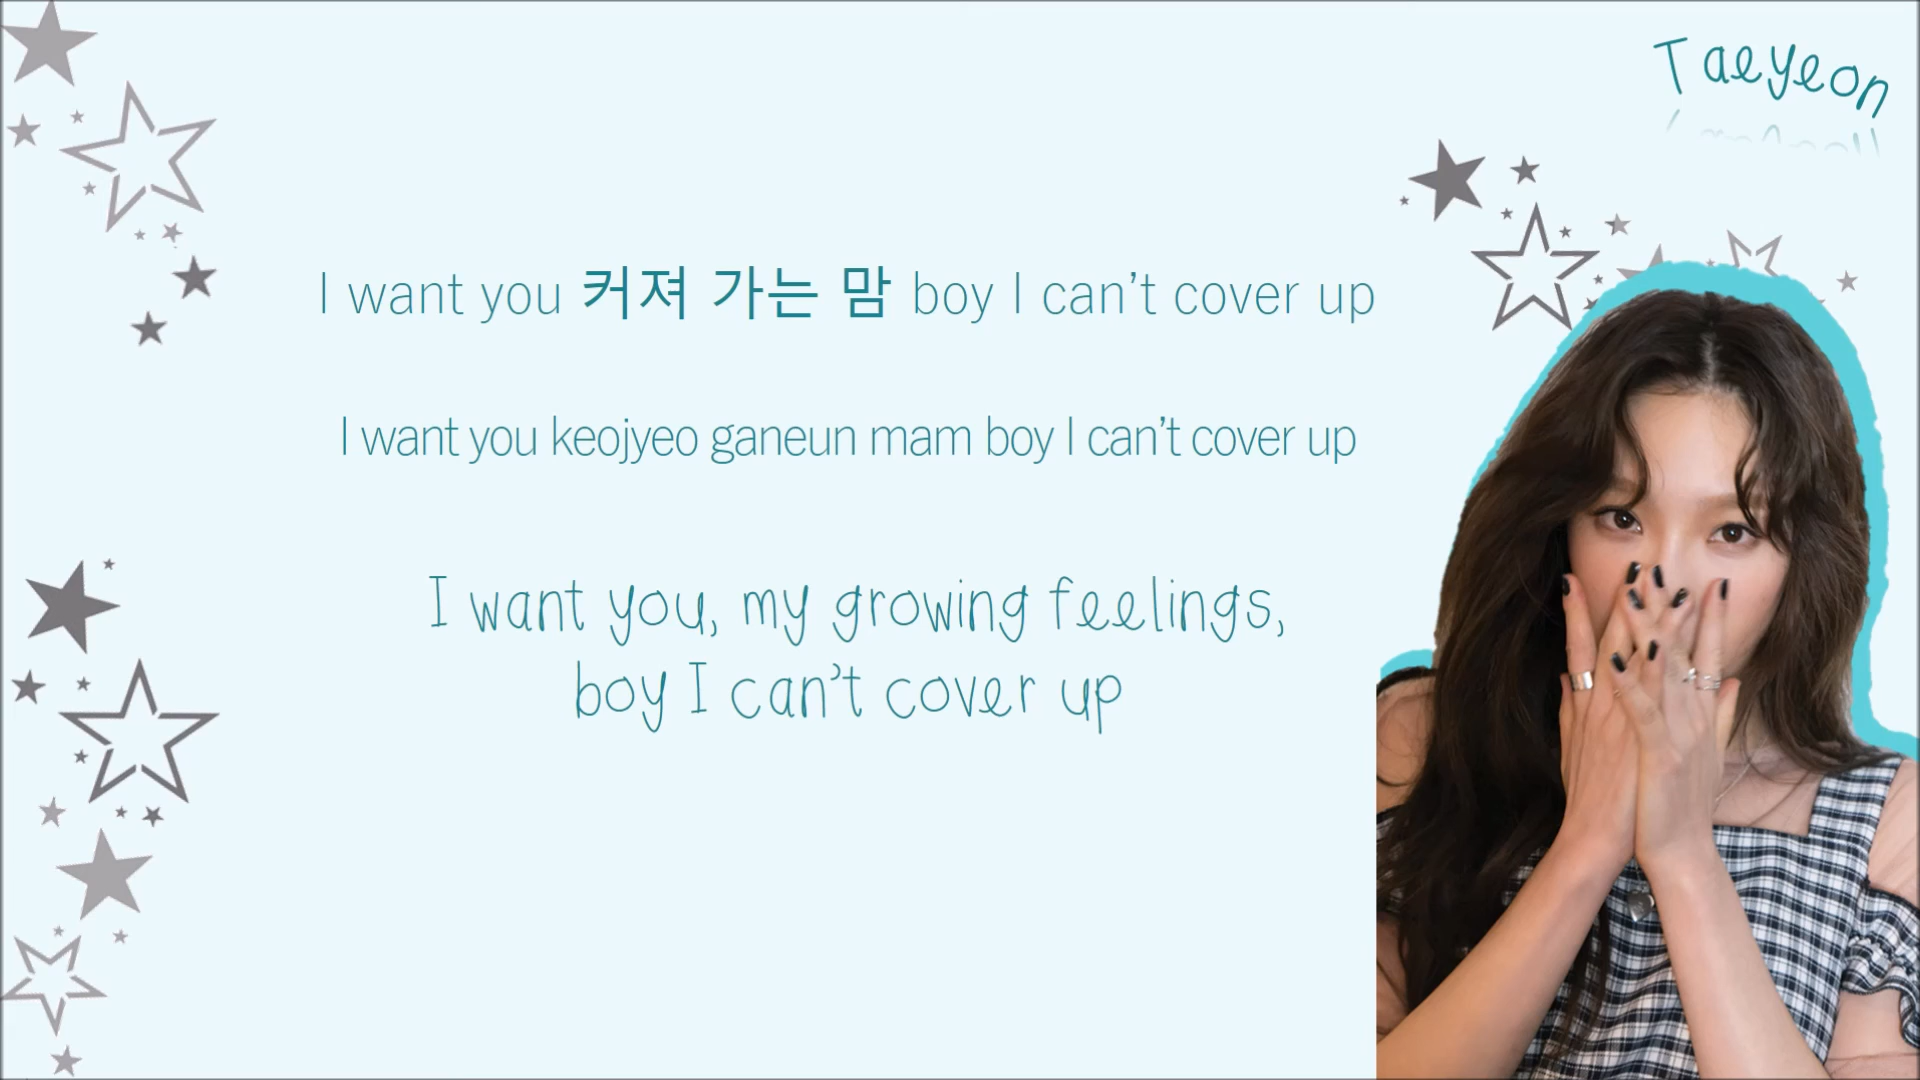 Taeyeon
I want you 커져 가는 맘 boy I can’t cover up
I want you keojyeo ganeun mam boy I can’t cover up
I want you, my growing feelings,
boy I can’t cover up